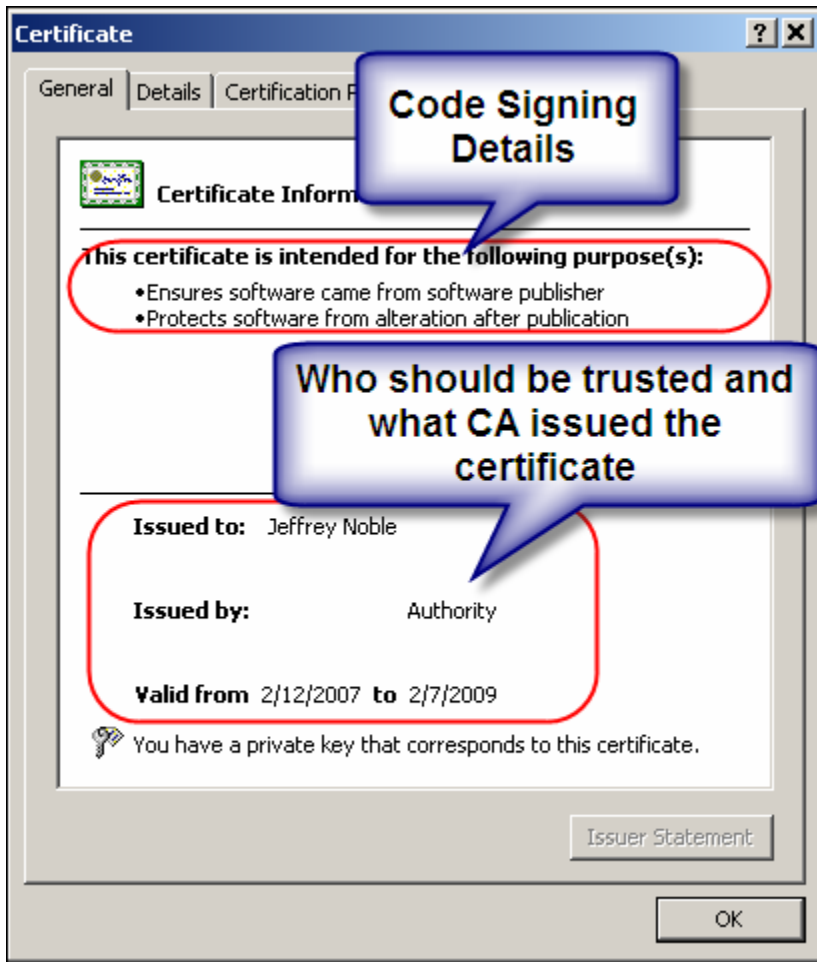 Certificate
General Details Certification P
Code Signing
Details
Certificate Inform
This certificate is intended for the following purpose(s):
•Ensures software came from software publisher
•Protects software from alteration after publication
Who should be trusted and
what CA issued the
certificate
Issued to: Jeffrey Noble
Issued by: Authority
Valid from 2/12/2007 to 2/7/2009
You have a private key that corresponds to this certificate.
Issuer Statement
OK